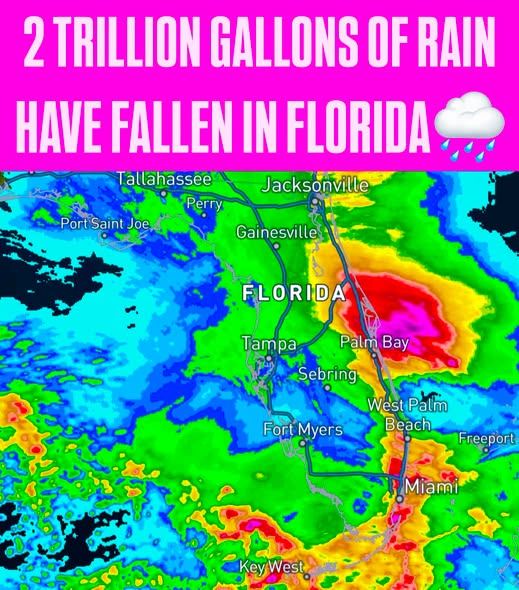 2 TRILLION GALLONS OF RAIN
HAVE FALLEN IN FLORIDA🌧️
Tallahassee
Jacksonville
Perry
Port Saint Joe
Gainesville
FLORIDA
Tampa
Palm Bay
Sebring
West Palm
Beach
Fort Myers
Freeport
Miami
Key West